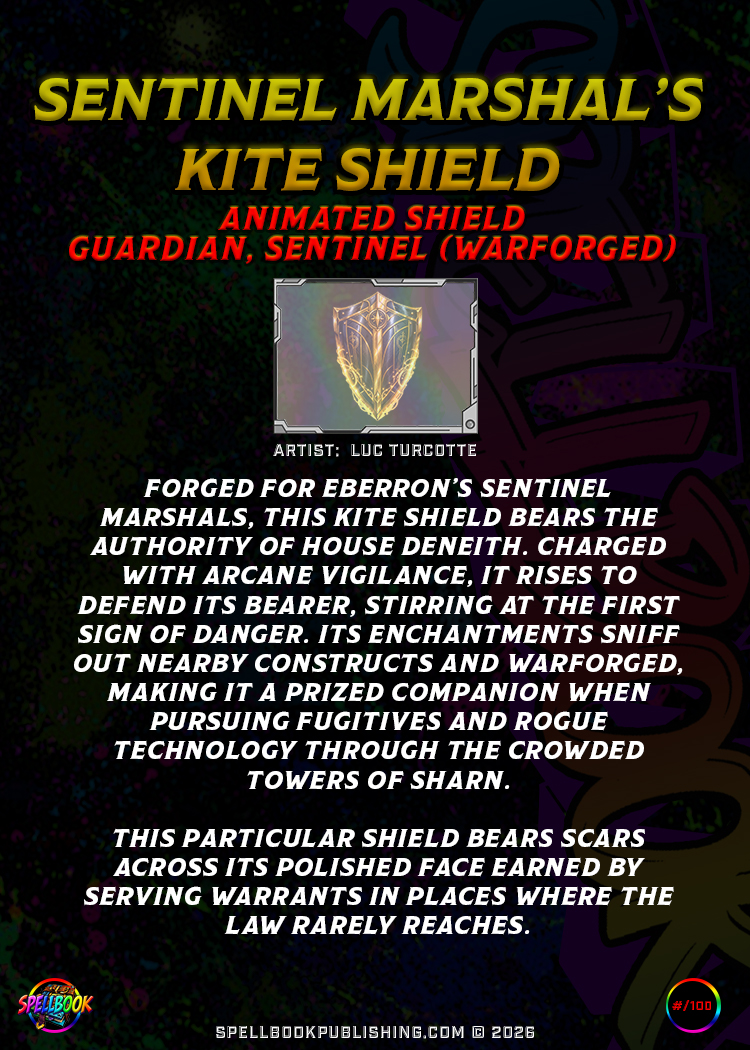 SENTINEL MARSHAL'S
KITE SHIELD
ANIMATED SHIELD
GUARDIAN, SENTINEL (WARFORGED)
ARTIST: LUC TURCOTTE
FORGED FOR EBERRON'S SENTINEL
MARSHALS, THIS KITE SHIELD BEARS THE
AUTHORITY OF HOUSE DENEITH. CHARGED
WITH ARCANE VIGILANCE, IT RISES TO
DEFEND ITS BEARER, STIRRING AT THE FIRST
SIGN OF DANGER. ITS ENCHANTMENTS SNIFF
OUT NEARBY CONSTRUCTS AND WARFORGED,
MAKING IT A PRIZED COMPANION WHEN
PURSUING FUGITIVES AND ROGUE
TECHNOLOGY THROUGH THE CROWDED
TOWERS OF SHARN.
THIS PARTICULAR SHIELD BEARS SCARS
ACROSS ITS POLISHED FACE EARNED BY
SERVING WARRANTS IN PLACES WHERE THE
LAW RARELY REACHES.
SPELLBOOK
#/100
SPELLBOOKPUBLISHING.COM © 2026